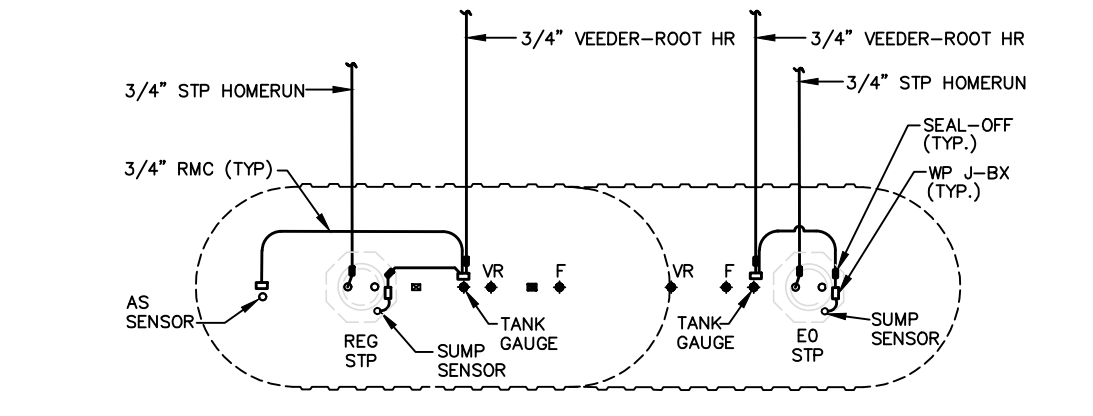 3/4" VEEDER-ROOT HR
3/4" VEEDER-ROOT HR
3/4" STP HOMERUN
3/4" STP HOMERUN
SEAL-OFF
(TYP.)
3/4" RMC (TYP)
WP J-BX
(TYP.)
VR
F
VR
F
AS
SENSOR
TANK
GAUGE
TANK
GAUGE
REG
STP
SUMP
SENSOR
EO
STP
SUMP
SENSOR